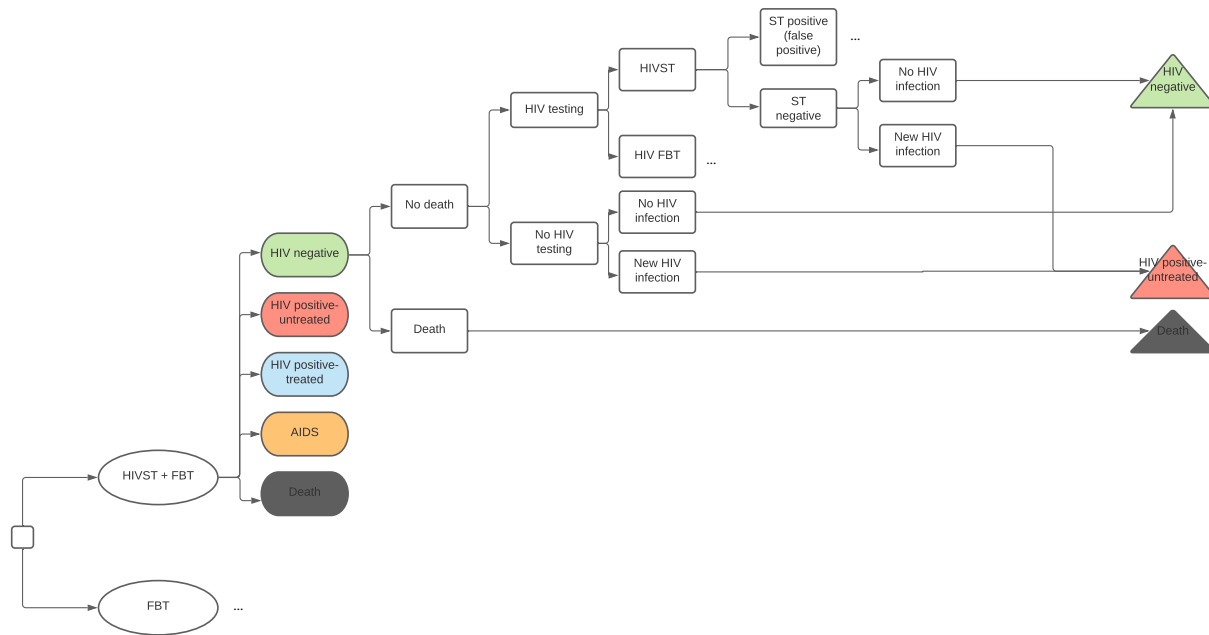 ST positive
(false
positive)
...
HIVST
No HIV
infection
HIV
negative
HIV testing
ST
negative
New HIV
infection
HIV FBT
...
No death
No HIV
infection
No HIV
testing
New HIV
infection
HIV negative
HIV positive-
untreated
HIV positive-
untreated
Death
Death
HIV positive-
treated
AIDS
HIVST + FBT
Death
FBT
...